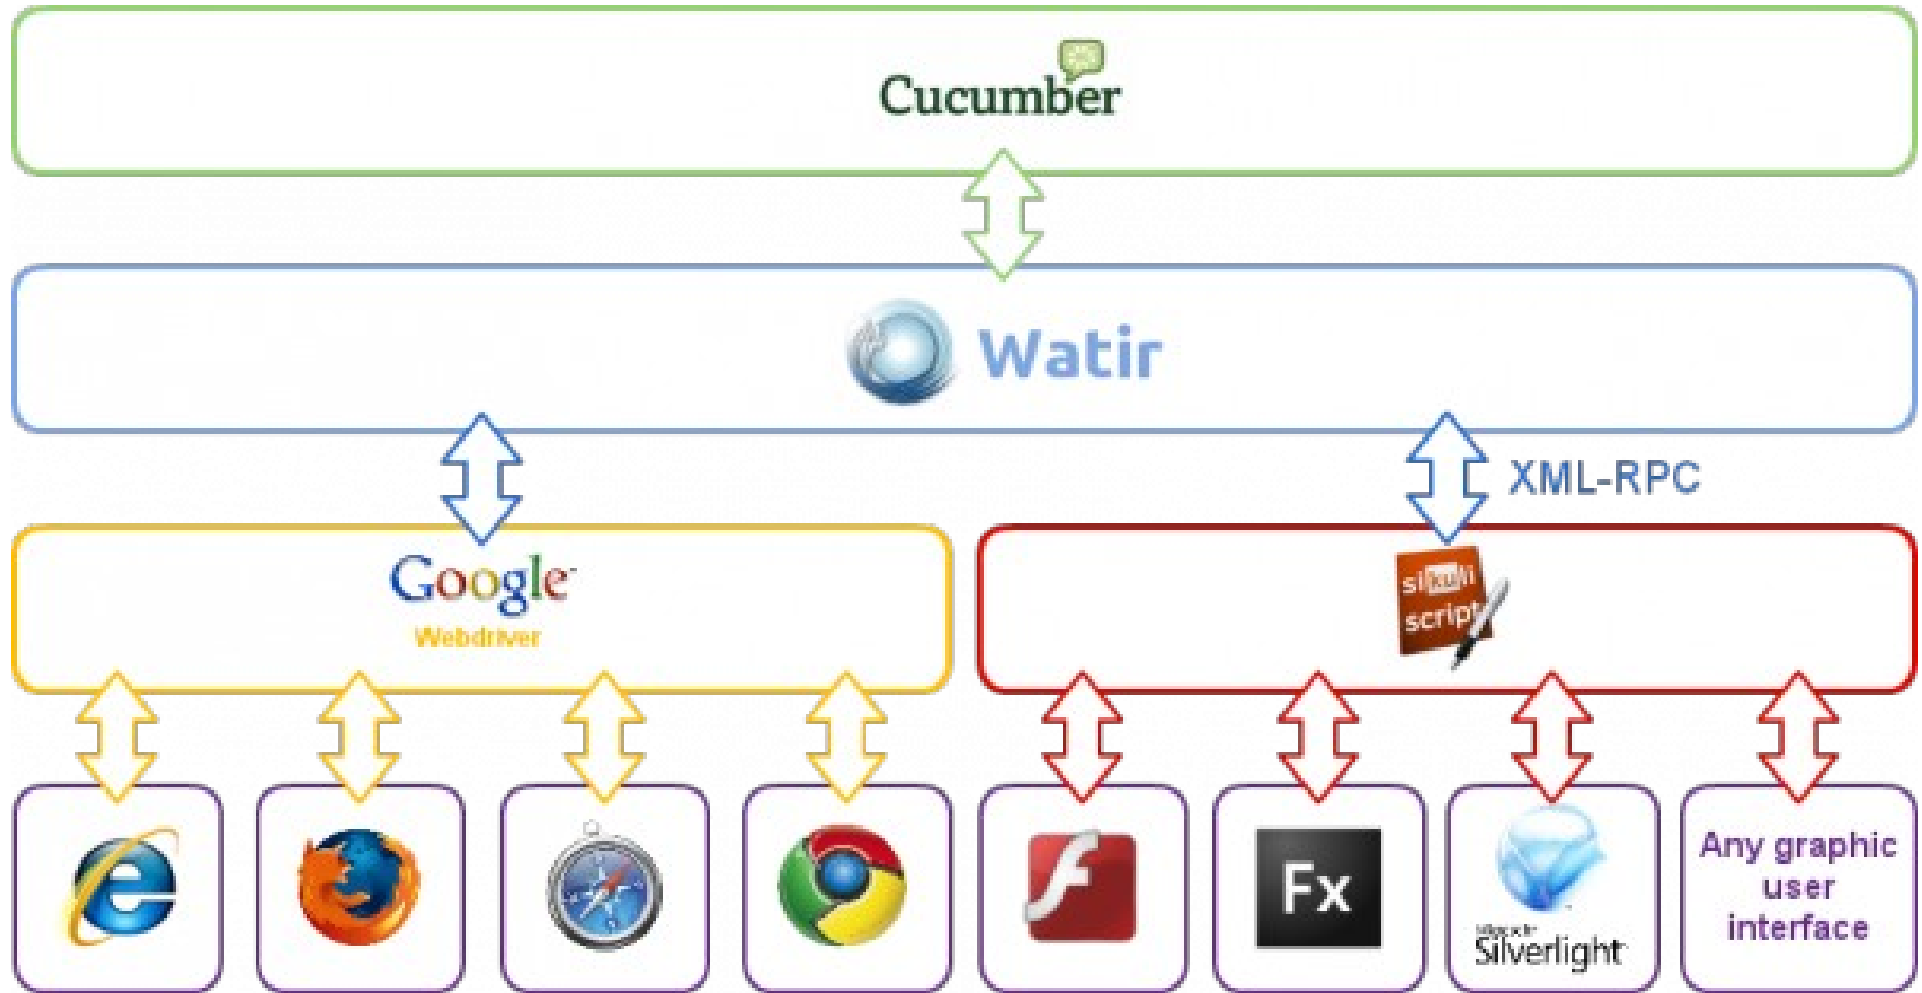 Cucumber
Watir
XML-RPC
Google
Webdriver
sikuli
script
Fx
Silverlight
Any graphic
user
interface